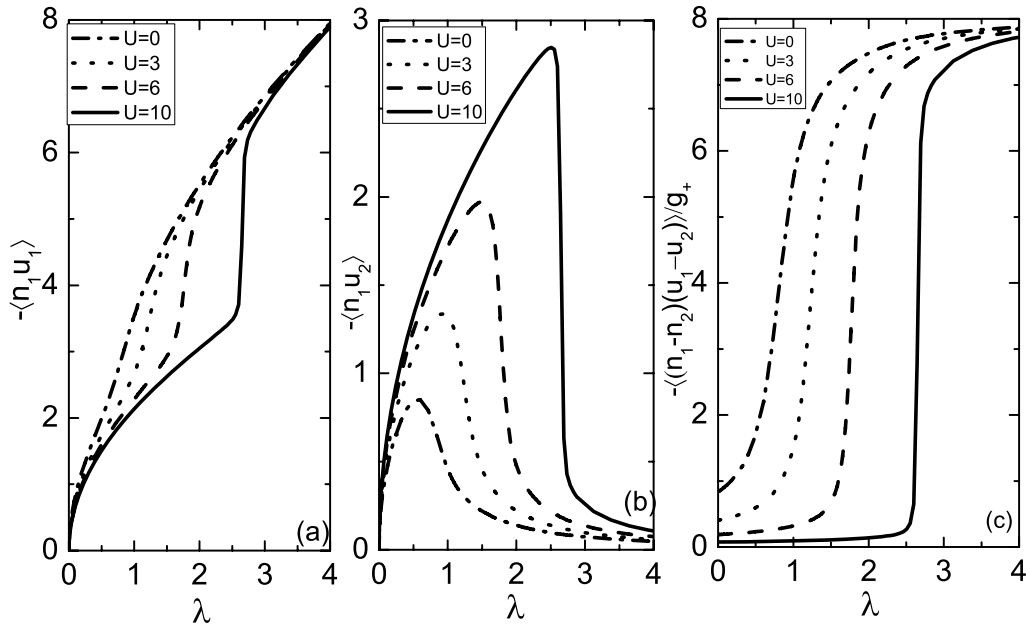 -⟨n₁u₁⟩
8
6
4
2
0
0 1 2 3 4
λ
U=0
U=3
U=6
U=10
(a)
-⟨n₁u₂⟩
3
2
1
0
0 1 2 3 4
λ
U=0
U=3
U=6
U=10
(b)
-⟨(n₁-n₂)(u₁-u₂)⟩/g₊
8
6
4
2
0
0 1 2 3 4
λ
U=0
U=3
U=6
U=10
(c)